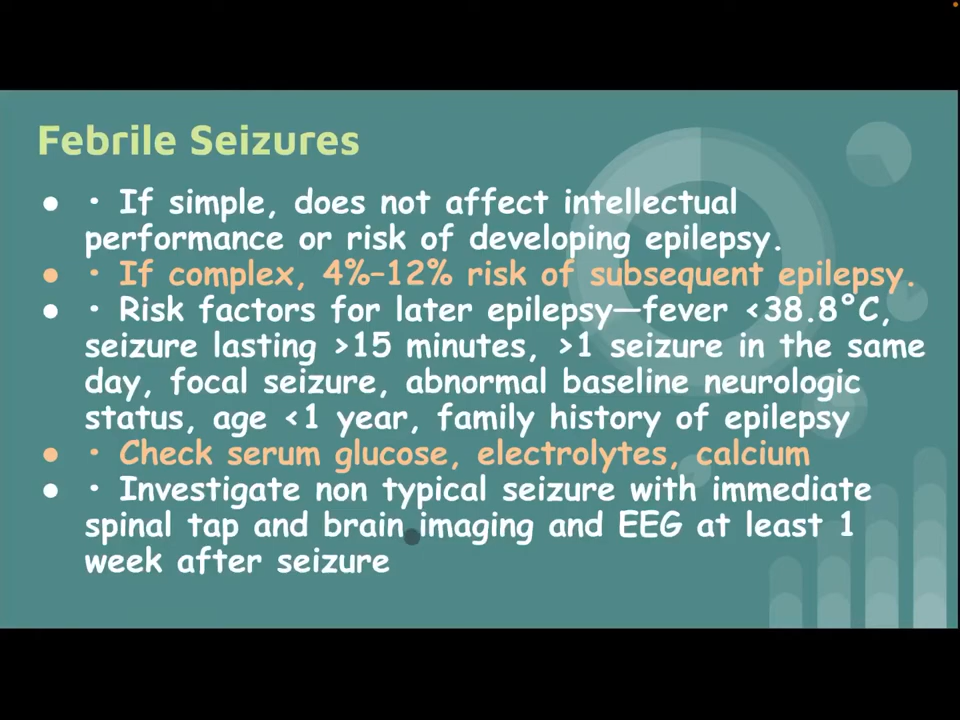 Febrile Seizures
● • If simple, does not affect intellectual
performance or risk of developing epilepsy.
● • If complex, 4%–12% risk of subsequent epilepsy.
● • Risk factors for later epilepsy—fever <38.8°C,
seizure lasting >15 minutes, >1 seizure in the same
day, focal seizure, abnormal baseline neurologic
status, age <1 year, family history of epilepsy
● • Check serum glucose, electrolytes, calcium
● • Investigate non typical seizure with immediate
spinal tap and brain imaging and EEG at least 1
week after seizure